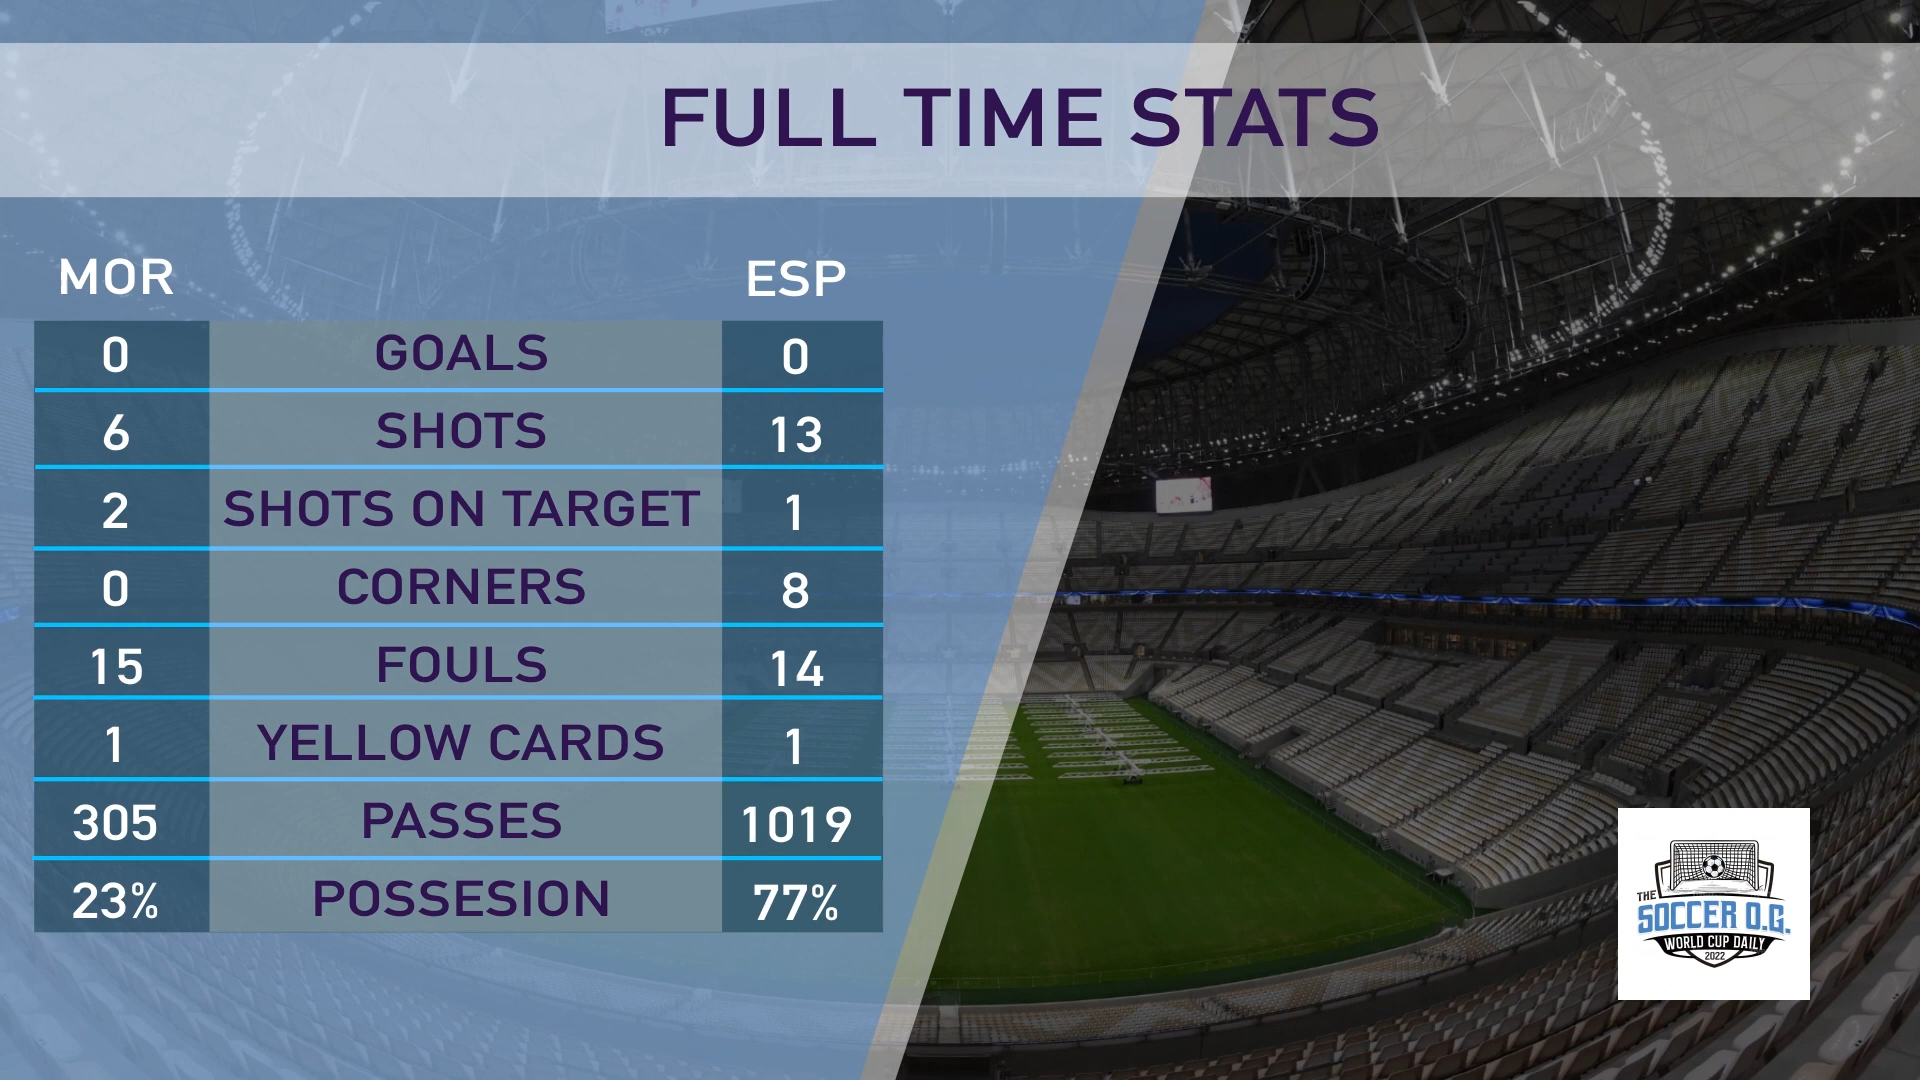 FULL TIME STATS
MOR ESP
0 GOALS 0
6 SHOTS 13
2 SHOTS ON TARGET 1
0 CORNERS 8
15 FOULS 14
1 YELLOW CARDS 1
305 PASSES 1019
23% POSSESION 77%
THE
SOCCER O.G.
WORLD CUP DAILY
2022